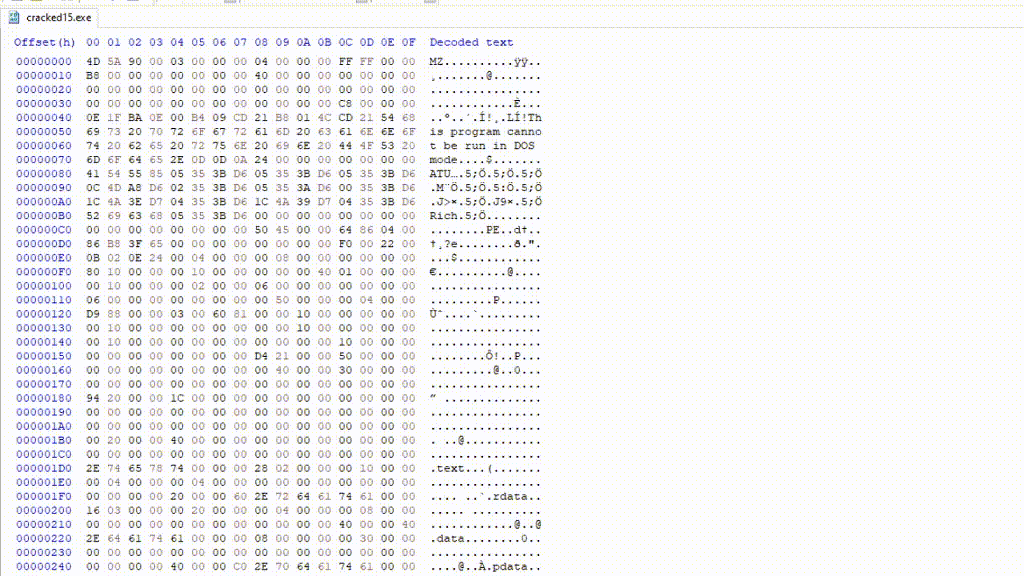 cracked15.exe
Offset(h) 00 01 02 03 04 05 06 07 08 09 0A 0B 0C 0D 0E 0F Decoded text
00000000 4D 5A 90 00 03 00 00 00 04 00 00 00 FF FF 00 00 MZ..........ÿÿ..
00000010 B8 00 00 00 00 00 00 00 40 00 00 00 00 00 00 00 ¸.......@.......
00000020 00 00 00 00 00 00 00 00 00 00 00 00 00 00 00 00 ................
00000030 00 00 00 00 00 00 00 00 00 00 00 00 C8 00 00 00 ............È...
00000040 0E 1F BA 0E 00 B4 09 CD 21 B8 01 4C CD 21 54 68 ..º..´.Í!¸.LÍ!Th
00000050 69 73 20 70 72 6F 67 72 61 6D 20 63 61 6E 6E 6F is program canno
00000060 74 20 62 65 20 72 75 6E 20 69 6E 20 44 4F 53 20 t be run in DOS
00000070 6D 6F 64 65 2E 0D 0D 0A 24 00 00 00 00 00 00 00 mode....$.......
00000080 41 54 55 85 05 35 3B D6 05 35 3B D6 05 35 3B D6 ATU….5;Ö.5;Ö.5;Ö
00000090 0C 4D A8 D6 02 35 3B D6 05 35 3A D6 00 35 3B D6 .M¨Ö.5;Ö.5:Ö.5;Ö
000000A0 1C 4A 3E D7 04 35 3B D6 1C 4A 39 D7 04 35 3B D6 .J>×.5;Ö.J9×.5;Ö
000000B0 52 69 63 68 05 35 3B D6 00 00 00 00 00 00 00 00 Rich.5;Ö........
000000C0 00 00 00 00 00 00 00 00 50 45 00 00 64 86 04 00 ........PE..d†..
000000D0 86 B8 3F 65 00 00 00 00 00 00 00 00 F0 00 22 00 †¸?e........ð.".
000000E0 0B 02 0E 24 00 04 00 00 00 08 00 00 00 00 00 00 ...$............
000000F0 80 10 00 00 00 10 00 00 00 00 00 40 01 00 00 00 €..........@....
00000100 00 10 00 00 00 02 00 00 06 00 00 00 00 00 00 00 ................
00000110 D6 00 00 00 00 00 00 00 00 50 00 00 00 04 00 00 .........P......
00000120 D9 88 00 00 03 00 60 81 00 00 10 00 00 00 00 00 Ùˆ....`.........
00000130 00 10 00 00 00 00 00 00 00 00 10 00 00 00 00 00 ................
00000140 00 10 00 00 00 00 00 00 00 00 00 00 10 00 00 00 ................
00000150 00 00 00 00 00 00 00 00 D4 21 00 00 50 00 00 00 ........Ô!..P...
00000160 00 00 00 00 00 00 00 00 00 40 00 00 30 00 00 00 .........@..0...
00000170 00 00 00 00 00 00 00 00 00 00 00 00 00 00 00 00 ................
00000180 94 20 00 00 1C 00 00 00 00 00 00 00 00 00 00 00 ” ..............
00000190 00 00 00 00 00 00 00 00 00 00 00 00 00 00 00 00 ................
000001A0 00 00 00 00 00 00 00 00 00 00 00 00 00 00 00 00 ................
000001B0 00 20 00 00 40 00 00 00 00 00 00 00 00 00 00 00 . ..@...........
000001C0 00 00 00 00 00 00 00 00 00 00 00 00 00 00 00 00 ................
000001D0 2E 74 65 78 74 00 00 00 28 02 00 00 00 10 00 00 .text...(.......
000001E0 00 04 00 00 00 04 00 00 00 00 00 00 00 00 00 00 ................
000001F0 00 00 00 00 20 00 00 60 2E 72 64 61 74 61 00 00 .... ..`.rdata..
00000200 16 03 00 00 00 20 00 00 00 04 00 00 00 08 00 00 ..... ..........
00000210 00 00 00 00 00 00 00 00 00 00 00 00 40 00 00 40 ............@..@
00000220 2E 64 61 74 61 00 00 00 08 00 00 00 00 30 00 00 .data........0..
00000230 00 00 00 00 00 00 00 00 00 00 00 00 00 00 00 00 ................
00000240 00 00 00 00 40 00 00 C0 2E 70 64 61 74 61 00 00 ....@..À.pdata..